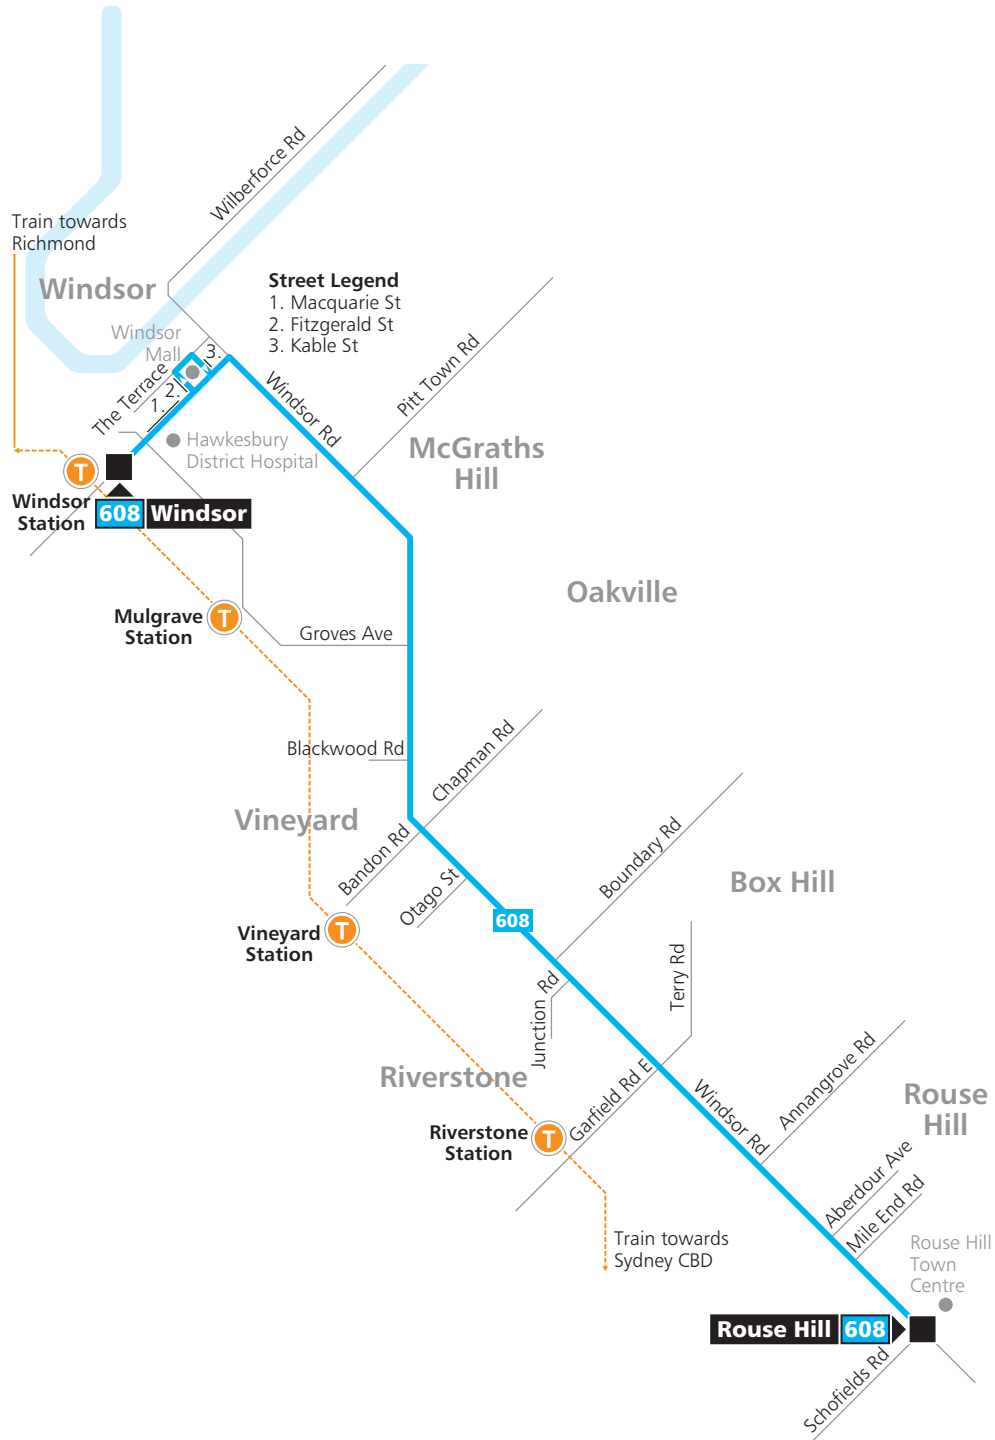 Wilberforce Rd
Train towards
Richmond
Windsor
Street Legend
1. Macquarie St
2. Fitzgerald St
3. Kable St
Windsor
Mall
3.
2.
1.
The Terrace
Windsor Rd
Pitt Town Rd
McGraths
Hill
Hawkesbury
District Hospital
T
Windsor
Station
608 Windsor
Oakville
Mulgrave
Station
T
Groves Ave
Blackwood Rd
Chapman Rd
Vineyard
Bandon Rd
Otago St
Boundary Rd
Box Hill
608
Vineyard
Station
T
Junction Rd
Terry Rd
Riverstone
Garfield Rd E
Windsor Rd
Annangrove Rd
Rouse
Hill
Riverstone
Station
T
Aberdour Ave
Mile End Rd
Train towards
Sydney CBD
Rouse Hill
Town
Centre
Rouse Hill 608
Schofields Rd